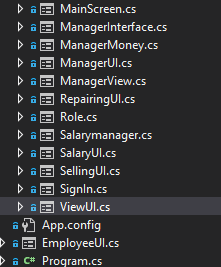 MainScreen.cs
ManagerInterface.cs
ManagerMoney.cs
ManagerUI.cs
ManagerView.cs
RepairingUI.cs
Role.cs
Salarymanager.cs
SalaryUI.cs
SellingUI.cs
SignIn.cs
ViewUI.cs
App.config
EmployeeUI.cs
C# Program.cs